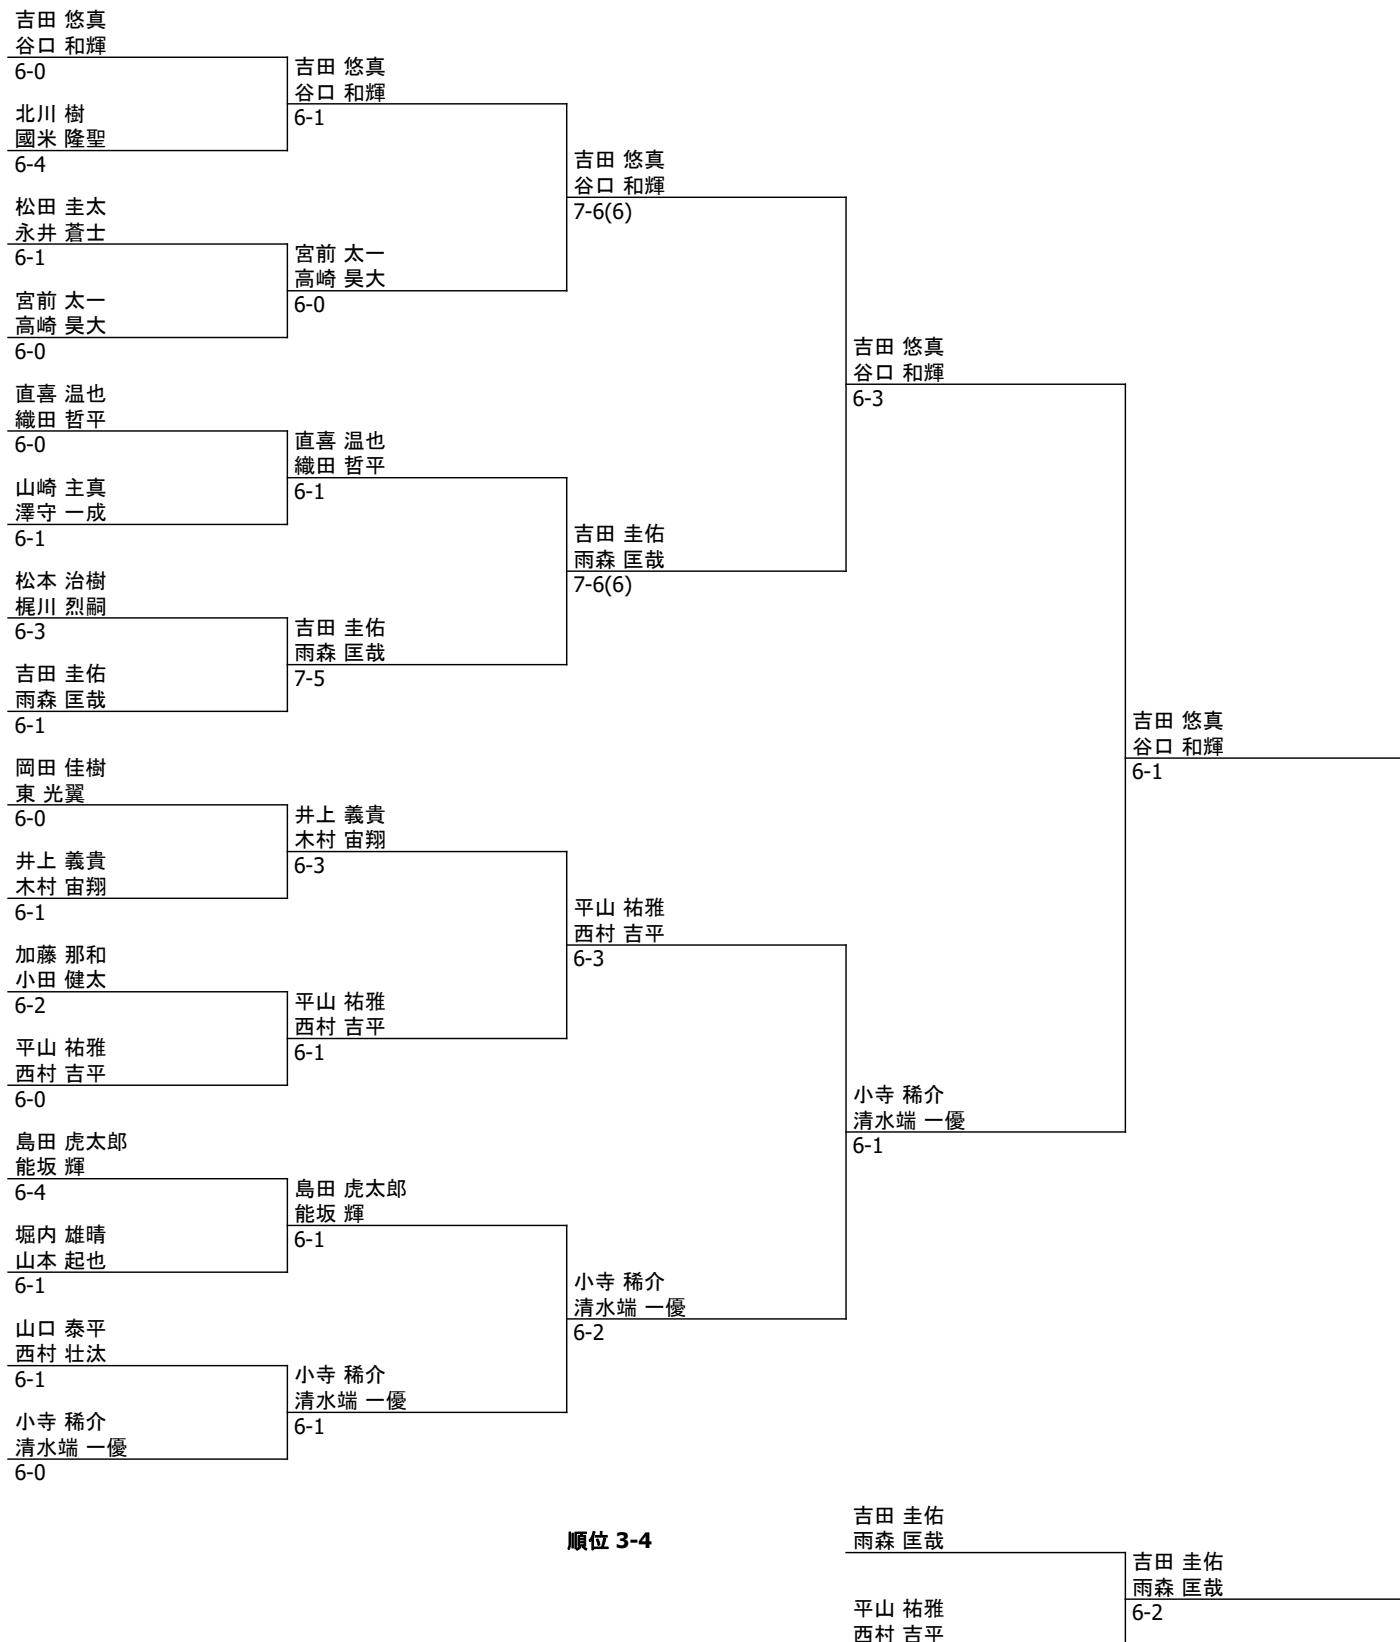 吉田 悠真
谷口 和輝
6-0
北川 樹
國米 隆聖
6-4
松田 圭太
永井 蒼士
6-1
宮前 太一
高崎 昊大
6-0
直喜 温也
織田 哲平
6-0
山崎 主真
澤守 一成
6-1
松本 治樹
梶川 烈嗣
6-3
吉田 圭佑
雨森 匡哉
6-1
岡田 佳樹
東 光翼
6-0
井上 義貴
木村 宙翔
6-1
加藤 那和
小田 健太
6-2
平山 祐雅
西村 吉平
6-0
島田 虎太郎
能坂 輝
6-4
堀内 雄晴
山本 起也
6-1
山口 泰平
西村 壮汰
6-1
小寺 稀介
清水端 一優
6-0
吉田 悠真
谷口 和輝
6-1
宮前 太一
高崎 昊大
6-0
直喜 温也
織田 哲平
6-1
吉田 圭佑
雨森 匡哉
7-5
井上 義貴
木村 宙翔
6-3
平山 祐雅
西村 吉平
6-1
島田 虎太郎
能坂 輝
6-1
小寺 稀介
清水端 一優
6-1
吉田 悠真
谷口 和輝
7-6(6)
吉田 圭佑
雨森 匡哉
7-6(6)
平山 祐雅
西村 吉平
6-3
小寺 稀介
清水端 一優
6-2
吉田 悠真
谷口 和輝
6-3
小寺 稀介
清水端 一優
6-1
吉田 悠真
谷口 和輝
6-1
順位 3-4
吉田 圭佑
雨森 匡哉
平山 祐雅
西村 吉平
吉田 圭佑
雨森 匡哉
6-2